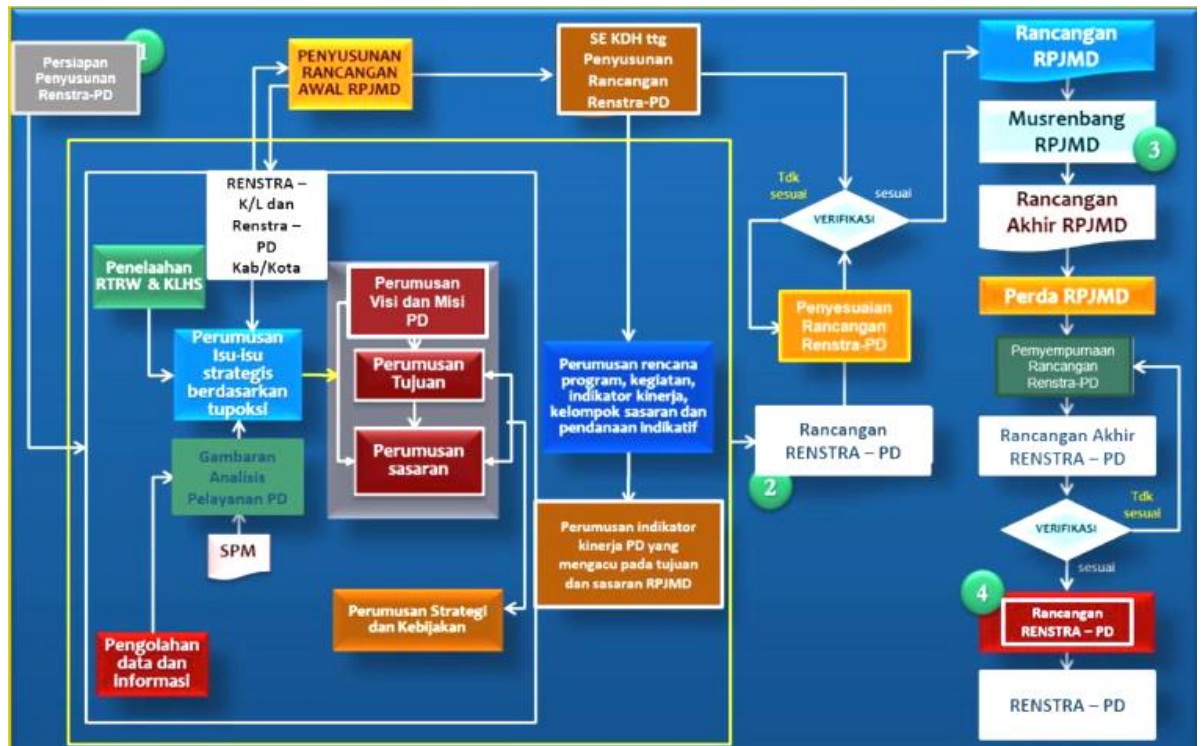 1
Persiapan
Penyusunan
Renstra-PD
PENYUSUNAN
RANCANGAN
AWAL RPJMD
SE KDH ttg
Penyusunan
Rancangan
Renstra-PD
Rancangan
RPJMD
Musrenbang
RPJMD
3
Rancangan
Akhir RPJMD
Perda RPJMD
Pemyempurnaan
Rancangan
Renstra-PD
Rancangan Akhir
RENSTRA – PD
Tdk
sesuai
VERIFIKASI
sesuai
4
Rancangan
RENSTRA – PD
RENSTRA – PD
Tdk
sesuai
sesuai
VERIFIKASI
Penyesuaian
Rancangan
Renstra-PD
Rancangan
RENSTRA – PD
2
RENSTRA –
K/L dan
Renstra –
PD
Kab/Kota
Penelaahan
RTRW & KLHS
Perumusan
Isu-isu
strategis
berdasarkan
tupoksi
Gambaran
Analisis
Pelayanan PD
SPM
Pengolahan
data dan
informasi
Perumusan
Visi dan Misi
PD
Perumusan
Tujuan
Perumusan
sasaran
Perumusan Strategi
dan Kebijakan
Perumusan rencana
program, kegiatan,
indikator kinerja,
kelompok sasaran dan
pendanaan indikatif
Perumusan indikator
kinerja PD yang
mengacu pada tujuan
dan sasaran RPJMD